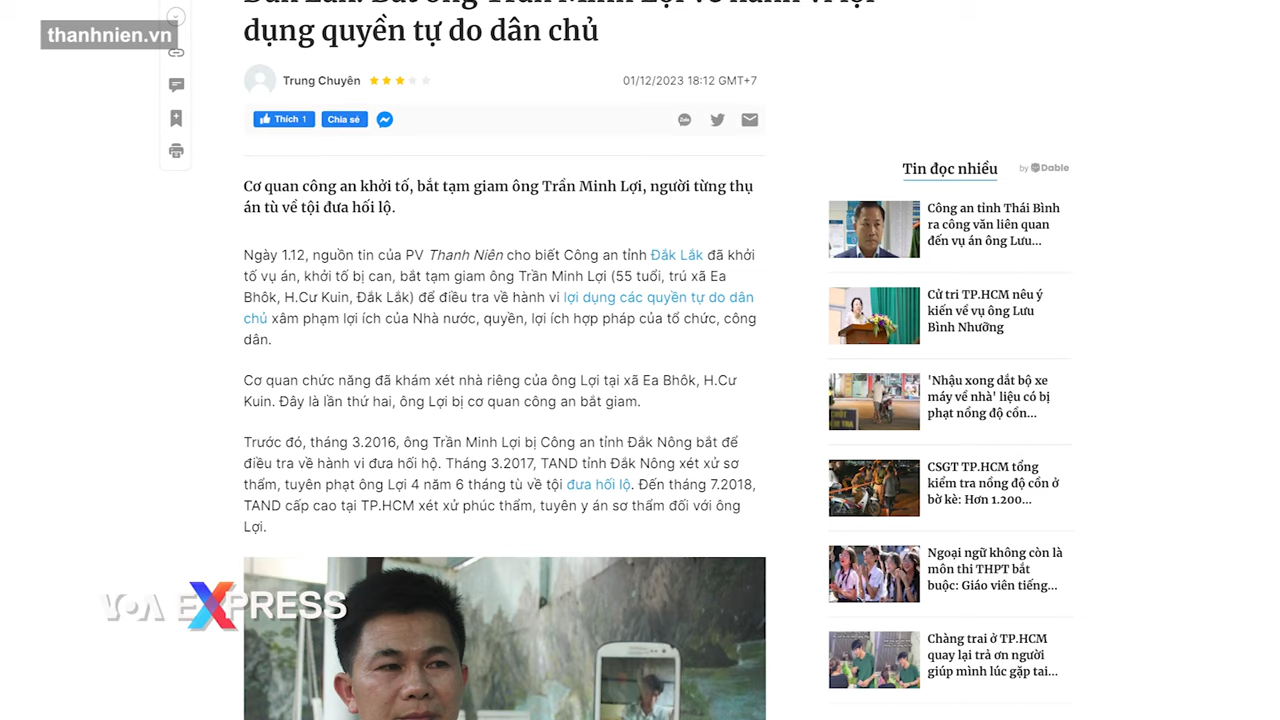 Đắk Lắk: Bắt ông Trần Minh Lợi về hành vi lợi
dụng quyền tự do dân chủ
thanhnien.vn
Trung Chuyên
01/12/2023 18:12 GMT+7
Thích 1
Chia sẻ
Zalo
Cơ quan công an khởi tố, bắt tạm giam ông Trần Minh Lợi, người từng thụ
án tù về tội đưa hối lộ.
Ngày 1.12, nguồn tin của PV Thanh Niên cho biết Công an tỉnh Đắk Lắk đã khởi
tố vụ án, khởi tố bị can, bắt tạm giam ông Trần Minh Lợi (55 tuổi, trú xã Ea
Bhôk, H.Cư Kuin, Đắk Lắk) để điều tra về hành vi lợi dụng các quyền tự do dân
chủ xâm phạm lợi ích của Nhà nước, quyền, lợi ích hợp pháp của tổ chức, công
dân.
Cơ quan chức năng đã khám xét nhà riêng của ông Lợi tại xã Ea Bhôk, H.Cư
Kuin. Đây là lần thứ hai, ông Lợi bị cơ quan công an bắt giam.
Trước đó, tháng 3.2016, ông Trần Minh Lợi bị Công an tỉnh Đắk Nông bắt để
điều tra về hành vi đưa hối hộ. Tháng 3.2017, TAND tỉnh Đắk Nông xét xử sơ
thẩm, tuyên phạt ông Lợi 4 năm 6 tháng tù về tội đưa hối lộ. Đến tháng 7.2018,
TAND cấp cao tại TP.HCM xét xử phúc thẩm, tuyên y án sơ thẩm đối với ông
Lợi.
VOA EXPRESS
Tin đọc nhiều
by Dable
Công an tỉnh Thái Bình
ra công văn liên quan
đến vụ án ông Lưu...
Cử tri TP.HCM nêu ý
kiến về vụ ông Lưu
Bình Nhưỡng
'Nhậu xong dắt bộ xe
máy về nhà' liệu có bị
phạt nồng độ cồn...
CSGT TP.HCM tổng
kiểm tra nồng độ cồn ở
bờ kè: Hơn 1.200...
Ngoại ngữ không còn là
môn thi THPT bắt
buộc: Giáo viên tiếng...
Chàng trai ở TP.HCM
quay lại trả ơn người
giúp mình lúc gặp tai...